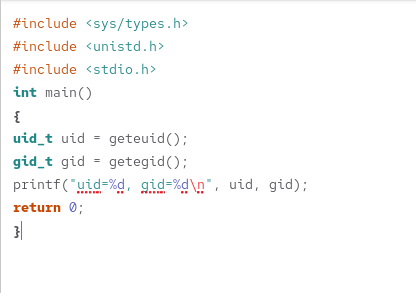 #include <sys/types.h>
#include <unistd.h>
#include <stdio.h>
int main()
{
uid_t uid = geteuid();
gid_t gid = getegid();
printf("uid=%d, gid=%d\n", uid, gid);
return 0;
}